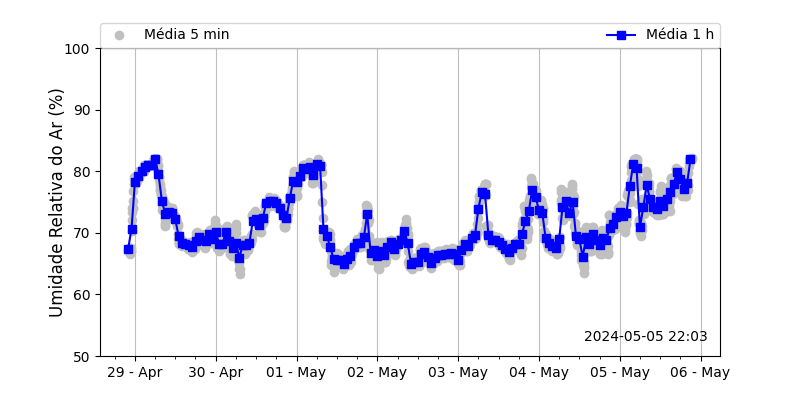 Média 5 min
Média 1 h
Umidade Relativa do Ar (%)
100
90
80
70
60
50
2024-05-05 22:03
29 - Apr
30 - Apr
01 - May
02 - May
03 - May
04 - May
05 - May
06 - May